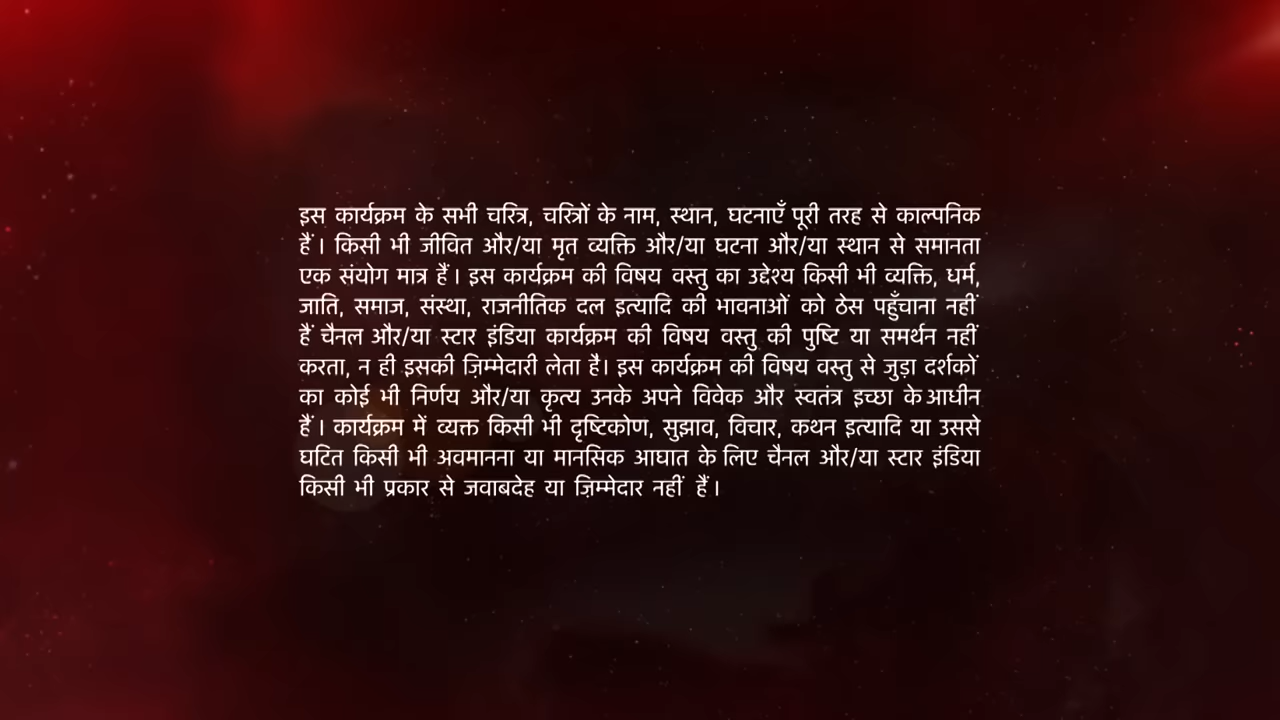 इस कार्यक्रम के सभी चरित्र, चरित्रों के नाम, स्थान, घटनाएँ पूरी तरह से काल्पनिक
हैं। किसी भी जीवित और/या मृत व्यक्ति और/या घटना और/या स्थान से समानता
एक संयोग मात्र हैं। इस कार्यक्रम की विषय वस्तु का उद्देश्य किसी भी व्यक्ति, धर्म,
जाति, समाज, संस्था, राजनीतिक दल इत्यादि की भावनाओं को ठेस पहुँचाना नहीं
हैं चैनल और/या स्टार इंडिया कार्यक्रम की विषय वस्तु की पुष्टि या समर्थन नहीं
करता, न ही इसकी ज़िम्मेदारी लेता है। इस कार्यक्रम की विषय वस्तु से जुड़ा दर्शकों
का कोई भी निर्णय और/या कृत्य उनके अपने विवेक और स्वतंत्र इच्छा के आधीन
हैं। कार्यक्रम में व्यक्त किसी भी दृष्टिकोण, सुझाव, विचार, कथन इत्यादि या उससे
घटित किसी भी अवमानना या मानसिक आघात के लिए चैनल और/या स्टार इंडिया
किसी भी प्रकार से जवाबदेह या ज़िम्मेदार नहीं हैं।